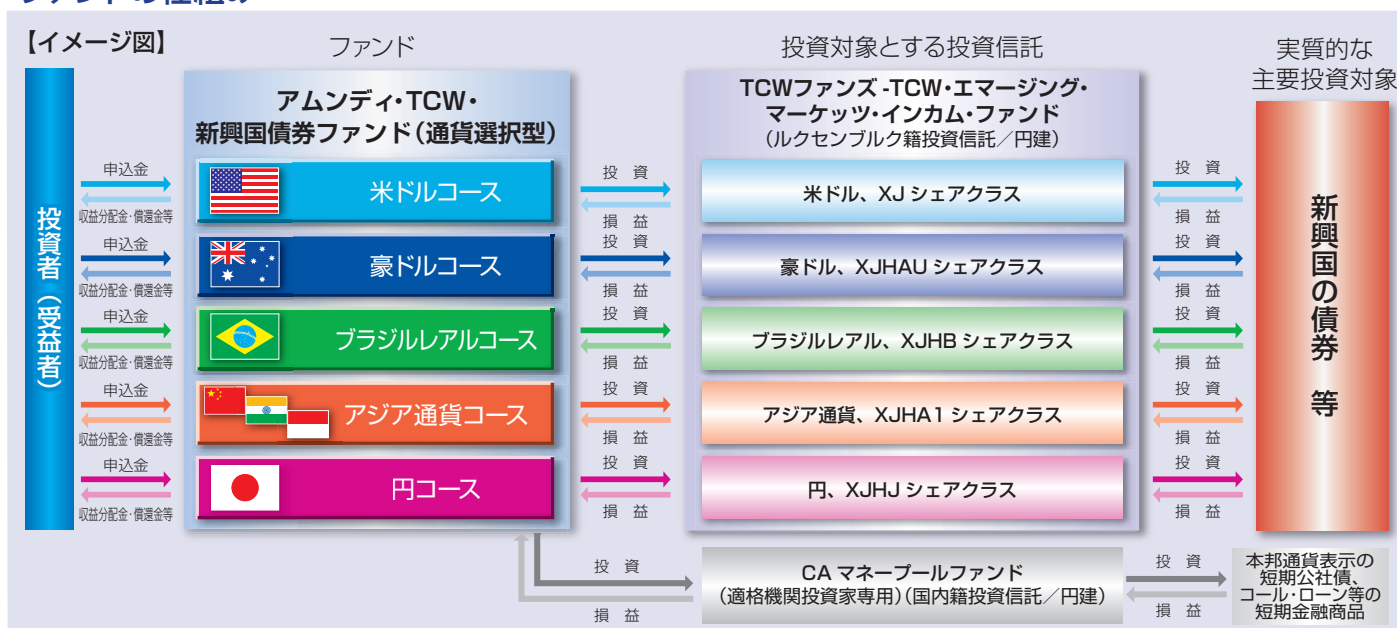 【イメージ図】
ファンド
投資対象とする投資信託
実質的な
主要投資対象
投資者（受益者）
アムンディ・TCW・
新興国債券ファンド（通貨選択型）
TCWファンズ -TCW・エマージング・
マーケッツ・インカム・ファンド
（ルクセンブルク籍投資信託／円建）
申込金
収益分配金・償還金等
米ドルコース
投　資
損　益
米ドル、XJ シェアクラス
投　資
損　益
申込金
収益分配金・償還金等
豪ドルコース
投　資
損　益
豪ドル、XJHAU シェアクラス
投　資
損　益
申込金
収益分配金・償還金等
ブラジルレアルコース
投　資
損　益
ブラジルレアル、XJHB シェアクラス
投　資
損　益
申込金
収益分配金・償還金等
アジア通貨コース
投　資
損　益
アジア通貨、XJHA1 シェアクラス
投　資
損　益
申込金
収益分配金・償還金等
円コース
投　資
損　益
円、XJHJ シェアクラス
投　資
損　益
新興国の債券　等
投　資
損　益
CA マネープールファンド
（適格機関投資家専用）（国内籍投資信託／円建）
投　資
損　益
本邦通貨表示の
短期公社債、
コール・ローン等の
短期金融商品